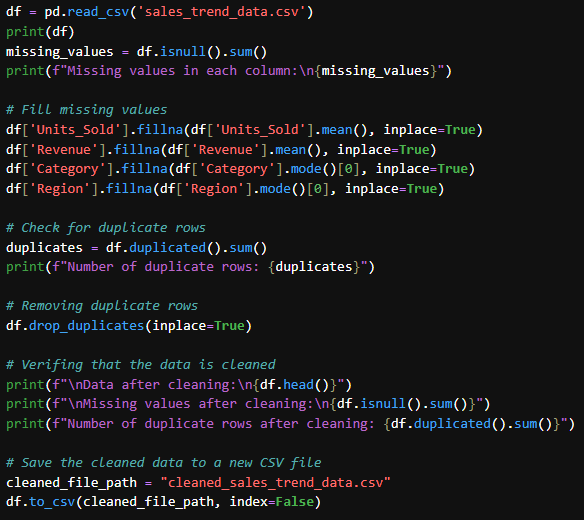 df = pd.read_csv('sales_trend_data.csv')
print(df)
missing_values = df.isnull().sum()
print(f"Missing values in each column:\n{missing_values}")
# Fill missing values
df['Units_Sold'].fillna(df['Units_Sold'].mean(), inplace=True)
df['Revenue'].fillna(df['Revenue'].mean(), inplace=True)
df['Category'].fillna(df['Category'].mode()[0], inplace=True)
df['Region'].fillna(df['Region'].mode()[0], inplace=True)
# Check for duplicate rows
duplicates = df.duplicated().sum()
print(f"Number of duplicate rows: {duplicates}")
# Removing duplicate rows
df.drop_duplicates(inplace=True)
# Verifing that the data is cleaned
print(f"\nData after cleaning:\n{df.head()}")
print(f"\nMissing values after cleaning:\n{df.isnull().sum()}")
print(f"Number of duplicate rows after cleaning: {df.duplicated().sum()}")
# Save the cleaned data to a new CSV file
cleaned_file_path = "cleaned_sales_trend_data.csv"
df.to_csv(cleaned_file_path, index=False)